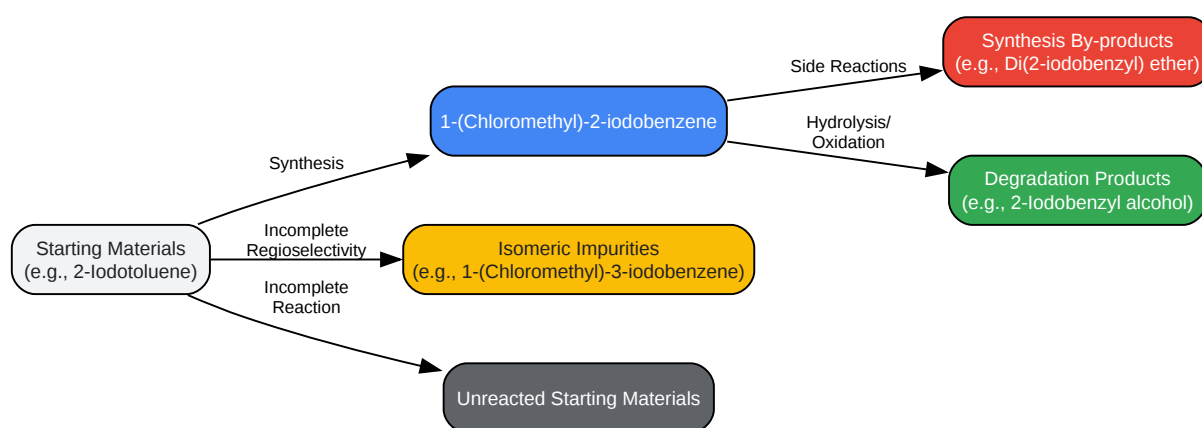 Synthesis By-products
(e.g., Di(2-iodobenzyl) ether)
Side Reactions
1-(Chloromethyl)-2-iodobenzene
Hydrolysis/
Oxidation
Degradation Products
(e.g., 2-Iodobenzyl alcohol)
Synthesis
Starting Materials
(e.g., 2-Iodotoluene)
Incomplete
Regioselectivity
Isomeric Impurities
(e.g., 1-(Chloromethyl)-3-iodobenzene)
Incomplete
Reaction
Unreacted Starting Materials